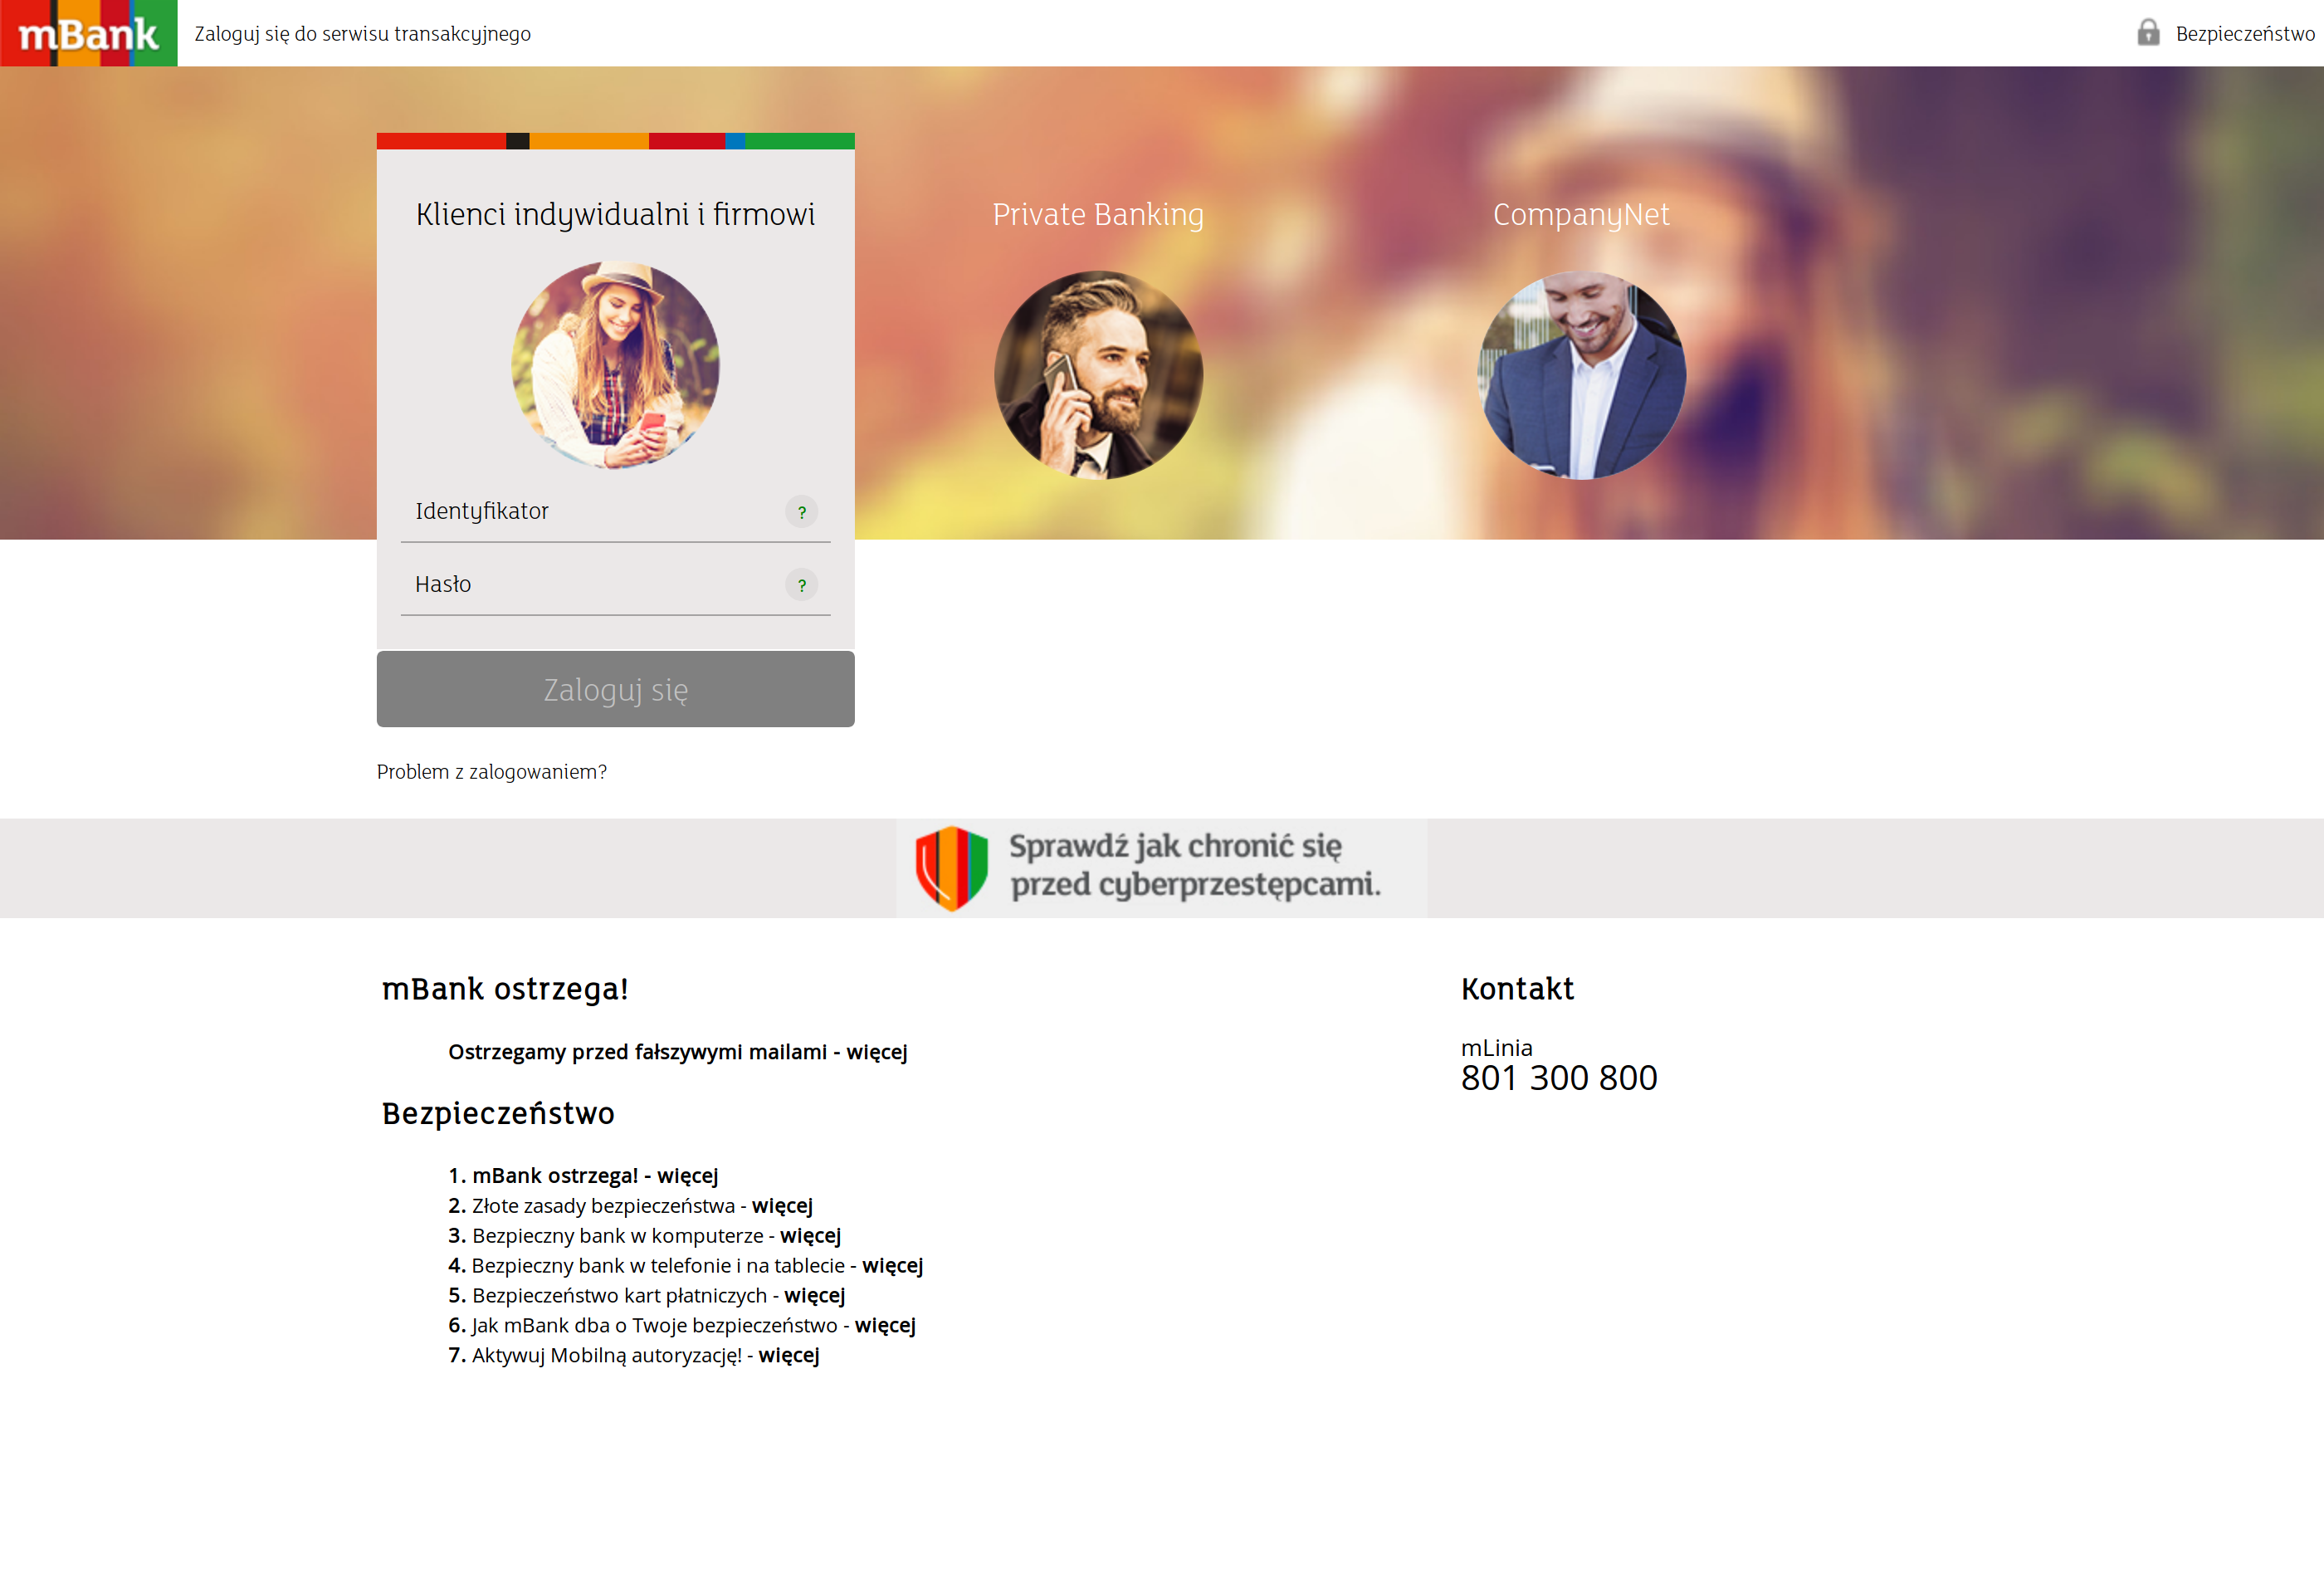 mBank
Zaloguj się do serwisu transakcyjnego
Bezpieczeństwo
Klienci indywidualni i firmowi
Private Banking
CompanyNet
Identyfikator
?
Hasło
?
Zaloguj się
Problem z zalogowaniem?
Sprawdź jak chronić się
przed cyberprzestępcami.
mBank ostrzega!
Ostrzegamy przed fałszywymi mailami - więcej
Bezpieczeństwo
1. mBank ostrzega! - więcej
2. Złote zasady bezpieczeństwa - więcej
3. Bezpieczny bank w komputerze - więcej
4. Bezpieczny bank w telefonie i na tablecie - więcej
5. Bezpieczeństwo kart płatniczych - więcej
6. Jak mBank dba o Twoje bezpieczeństwo - więcej
7. Aktywuj Mobilną autoryzację! - więcej
Kontakt
mLinia
801 300 800